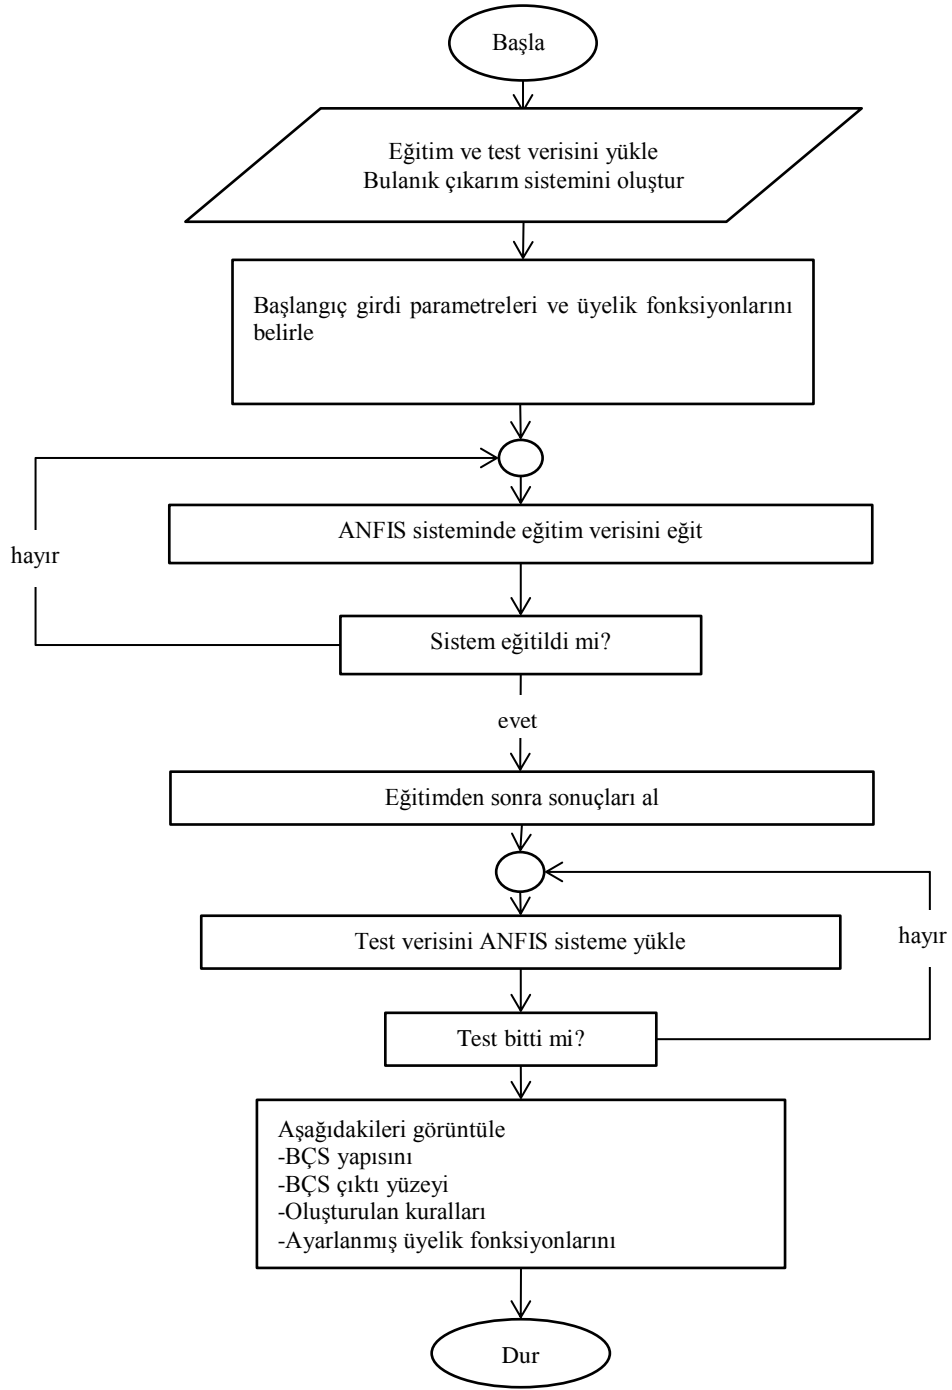 Başla
Eğitim ve test verisini yükle
Bulanık çıkarım sistemini oluştur
Başlangıç girdi parametreleri ve üyelik fonksiyonlarını
belirle
ANFIS sisteminde eğitim verisini eğit
hayır
Sistem eğitildi mi?
evet
Eğitimden sonra sonuçları al
Test verisini ANFIS sisteme yükle
hayır
Test bitti mi?
Aşağıdakileri görüntüle
-BÇS yapısını
-BÇS çıktı yüzeyi
-Oluşturulan kuralları
-Ayarlanmış üyelik fonksiyonlarını
Dur